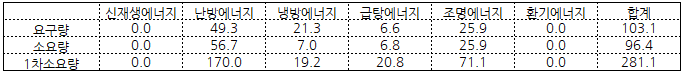 신재생에너지 난방에너지 냉방에너지 급탕에너지 조명에너지 환기에너지 합계
요구량 0.0 49.3 21.3 6.6 25.9 0.0 103.1
소요량 0.0 56.7 7.0 6.8 25.9 0.0 96.4
1차소요량 0.0 170.0 19.2 20.8 71.1 0.0 281.1